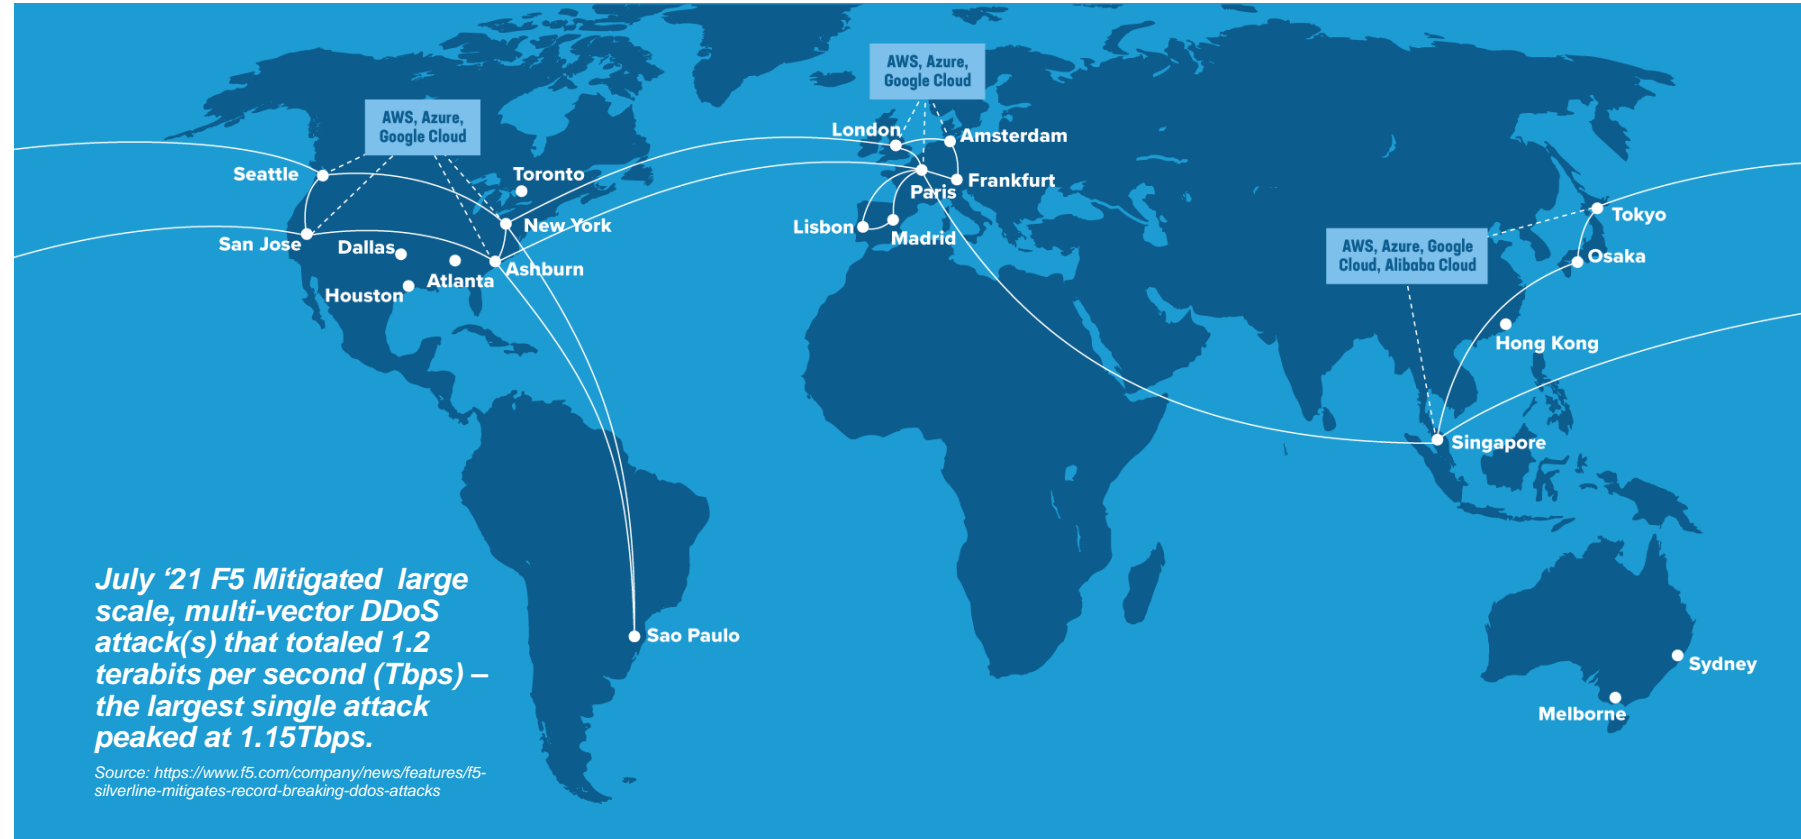 AWS, Azure,
Google Cloud
AWS, Azure,
Google Cloud
London
Amsterdam
Seattle
Toronto
Paris
Frankfurt
Tokyo
New York
Lisbon
Madrid
San Jose
Dallas
AWS, Azure, Google
Cloud, Alibaba Cloud
Osaka
Ashburn
Atlanta
Houston
Hong Kong
Singapore
July ‘21 F5 Mitigated large
scale, multi-vector DDoS
attack(s) that totaled 1.2
terabits per second (Tbps) –
the largest single attack
peaked at 1.15Tbps.
Sao Paulo
Sydney
Melborne
Source: https://www.f5.com/company/news/features/f5-
silverline-mitigates-record-breaking-ddos-attacks